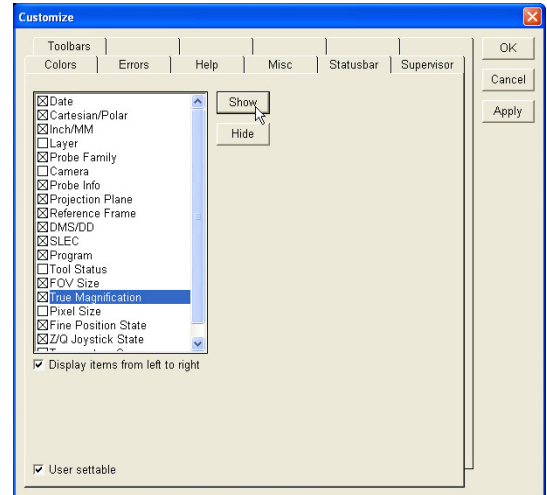 Customize
Toolbars
Colors Errors Help Misc Statusbar Supervisor
OK
Cancel
Apply
Date
Cartesian/Polar
Inch/MM
Layer
Probe Family
Camera
Probe Info
Projection Plane
Reference Frame
DMS/DD
SLEC
Program
Tool Status
FOV Size
True Magnification
Pixel Size
Fine Position State
Z/Q Joystick State
Show
Hide
Display items from left to right
User settable